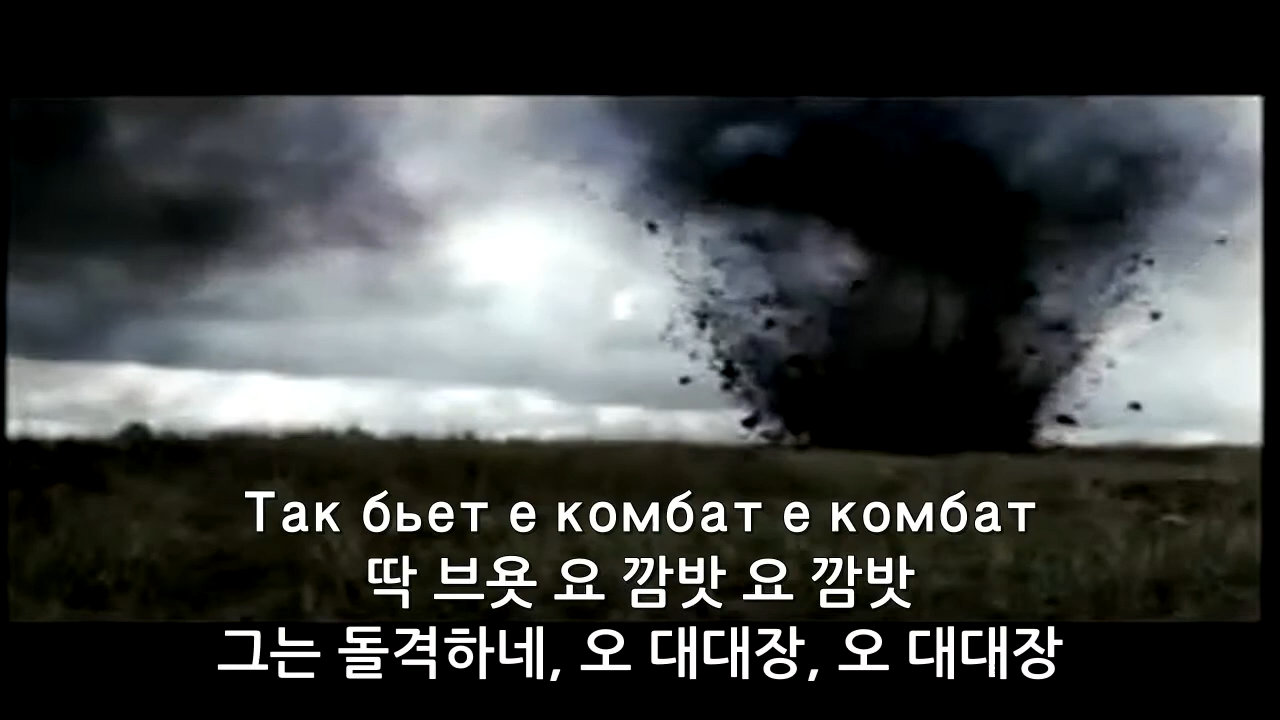 Так бьет е комбат е комбат
딱 브욧 요 깜밧 요 깜밧
그는 돌격하네, 오 대대장, 오 대대장